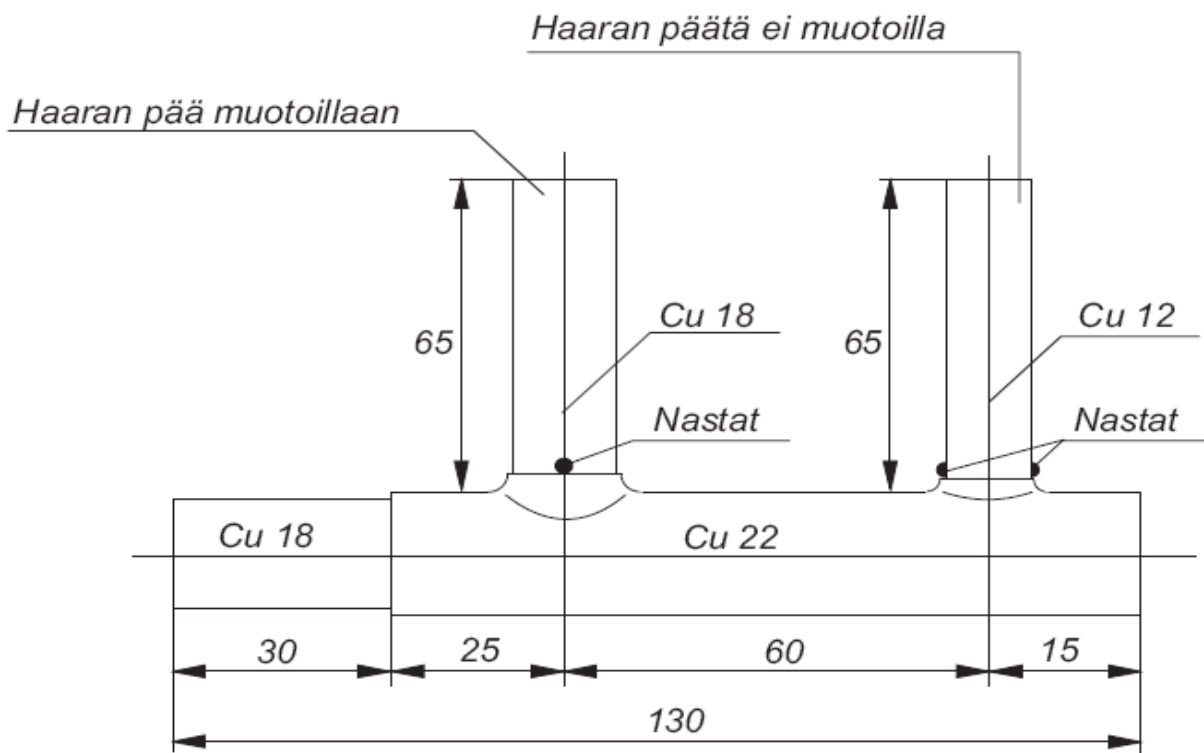 Haaran päätä ei muotoilla
Haaran pää muotoillaan
65
Cu 18
65
Cu 12
Nastat
Nastat
Cu 18
Cu 22
30
25
60
15
130